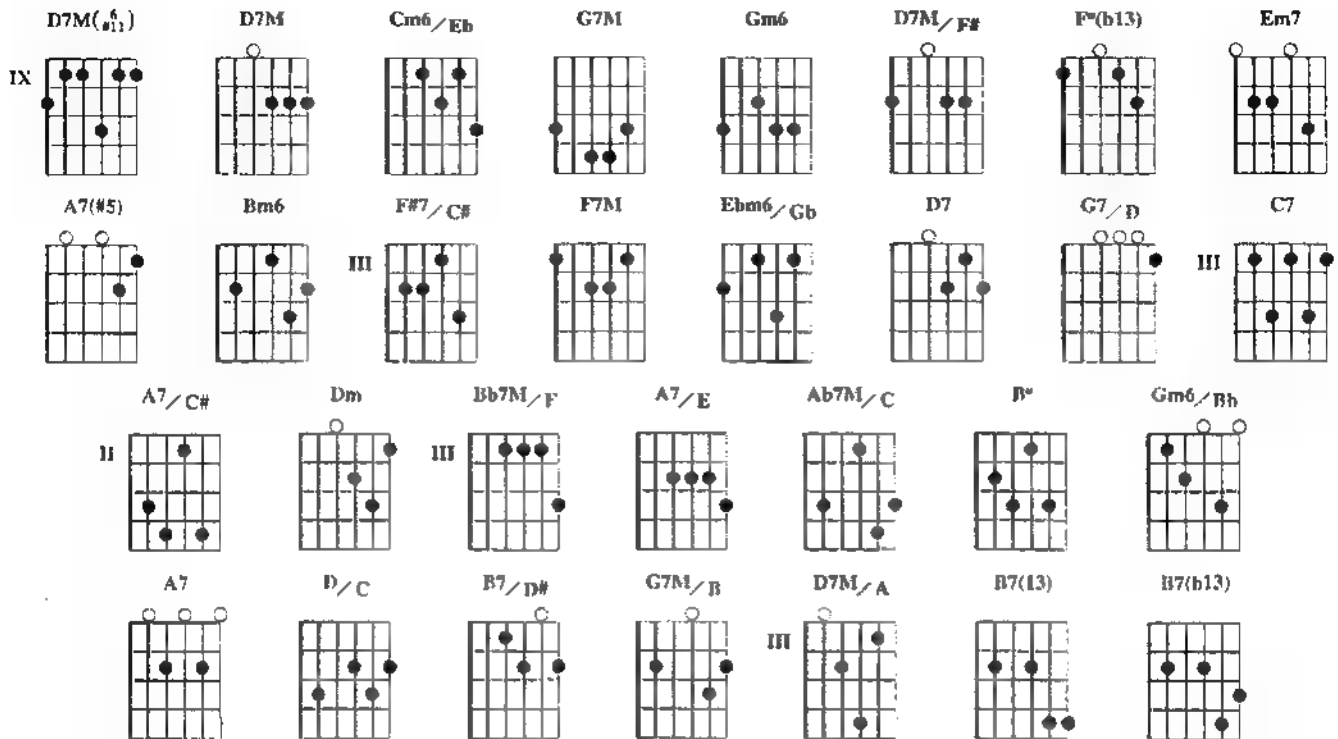 D7M(6 #11) D7M Cm6/Eb G7M Gm6 D7M/F# F°(b13) Em7
IX
A7(#5) Bm6 F#7/C# F7M Ebm6/Gb D7 G7/D C7
III III
A7/C# Dm Bb7M/F A7/E Ab7M/C B° Gm6/Bb
II III
A7 D/C B7/D# G7M/B D7M/A B7(13) B7(b13)
III